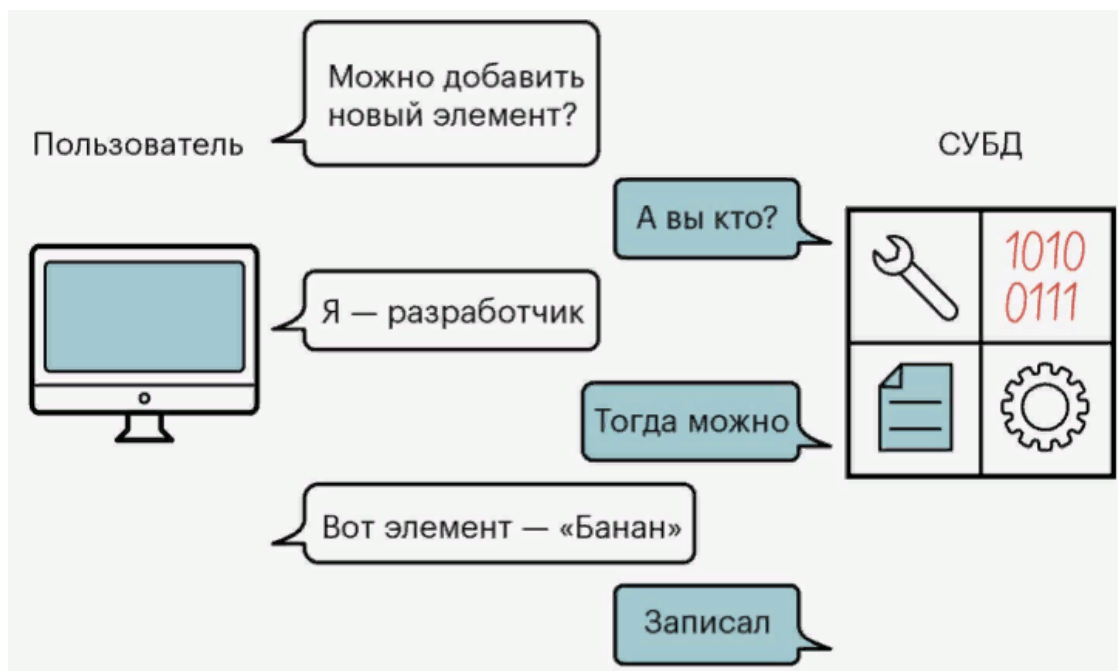 Можно добавить
новый элемент?
Пользователь
СУБД
А вы кто?
1010
0111
Я — разработчик
Тогда можно
Вот элемент — «Банан»
Записал